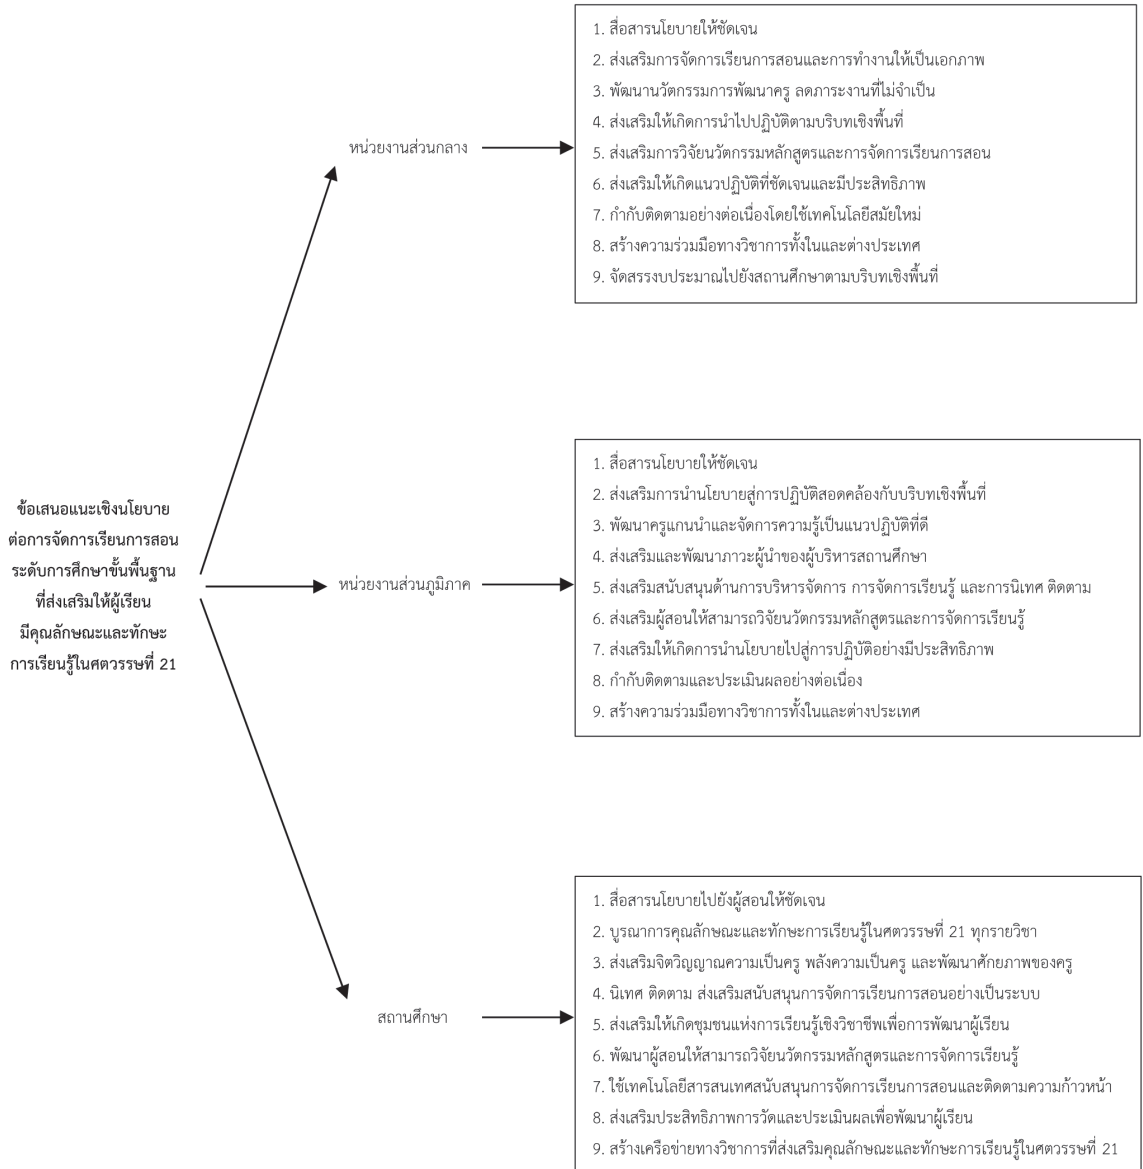 ข้อเสนอแนะเชิงนโยบาย
ต่อการจัดการเรียนการสอน
ระดับการศึกษาขั้นพื้นฐาน
ที่ส่งเสริมให้ผู้เรียน
มีคุณลักษณะและทักษะ
การเรียนรู้ในศตวรรษที่ 21
หน่วยงานส่วนกลาง
1. สื่อสารนโยบายให้ชัดเจน
2. ส่งเสริมการจัดการเรียนการสอนและการทำงานให้เป็นเอกภาพ
3. พัฒนานวัตกรรมการพัฒนาครู ลดภาระงานที่ไม่จำเป็น
4. ส่งเสริมให้เกิดการนำไปปฏิบัติตามบริบทเชิงพื้นที่
5. ส่งเสริมการวิจัยนวัตกรรมหลักสูตรและการจัดการเรียนการสอน
6. ส่งเสริมให้เกิดแนวปฏิบัติที่ชัดเจนและมีประสิทธิภาพ
7. กำกับติดตามอย่างต่อเนื่องโดยใช้เทคโนโลยีสมัยใหม่
8. สร้างความร่วมมือทางวิชาการทั้งในและต่างประเทศ
9. จัดสรรงบประมาณไปยังสถานศึกษาตามบริบทเชิงพื้นที่
หน่วยงานส่วนภูมิภาค
1. สื่อสารนโยบายให้ชัดเจน
2. ส่งเสริมการนำนโยบายสู่การปฏิบัติสอดคล้องกับบริบทเชิงพื้นที่
3. พัฒนาครูแกนนำและจัดการความรู้เป็นแนวปฏิบัติที่ดี
4. ส่งเสริมและพัฒนาภาวะผู้นำของผู้บริหารสถานศึกษา
5. ส่งเสริมสนับสนุนด้านการบริหารจัดการ การจัดการเรียนรู้ และการนิเทศ ติดตาม
6. ส่งเสริมผู้สอนให้สามารถวิจัยนวัตกรรมหลักสูตรและการจัดการเรียนรู้
7. ส่งเสริมให้เกิดการนำนโยบายไปสู่การปฏิบัติอย่างมีประสิทธิภาพ
8. กำกับติดตามและประเมินผลอย่างต่อเนื่อง
9. สร้างความร่วมมือทางวิชาการทั้งในและต่างประเทศ
สถานศึกษา
1. สื่อสารนโยบายไปยังผู้สอนให้ชัดเจน
2. บูรณาการคุณลักษณะและทักษะการเรียนรู้ในศตวรรษที่ 21 ทุกรายวิชา
3. ส่งเสริมจิตวิญญาณความเป็นครู พลังความเป็นครู และพัฒนาศักยภาพของครู
4. นิเทศ ติดตาม ส่งเสริมสนับสนุนการจัดการเรียนการสอนอย่างเป็นระบบ
5. ส่งเสริมให้เกิดชุมชนแห่งการเรียนรู้เชิงวิชาชีพเพื่อการพัฒนาผู้เรียน
6. พัฒนาผู้สอนให้สามารถวิจัยนวัตกรรมหลักสูตรและการจัดการเรียนรู้
7. ใช้เทคโนโลยีสารสนเทศสนับสนุนการจัดการเรียนการสอนและติดตามความก้าวหน้า
8. ส่งเสริมประสิทธิภาพการวัดและประเมินผลเพื่อพัฒนาผู้เรียน
9. สร้างเครือข่ายทางวิชาการที่ส่งเสริมคุณลักษณะและทักษะการเรียนรู้ในศตวรรษที่ 21